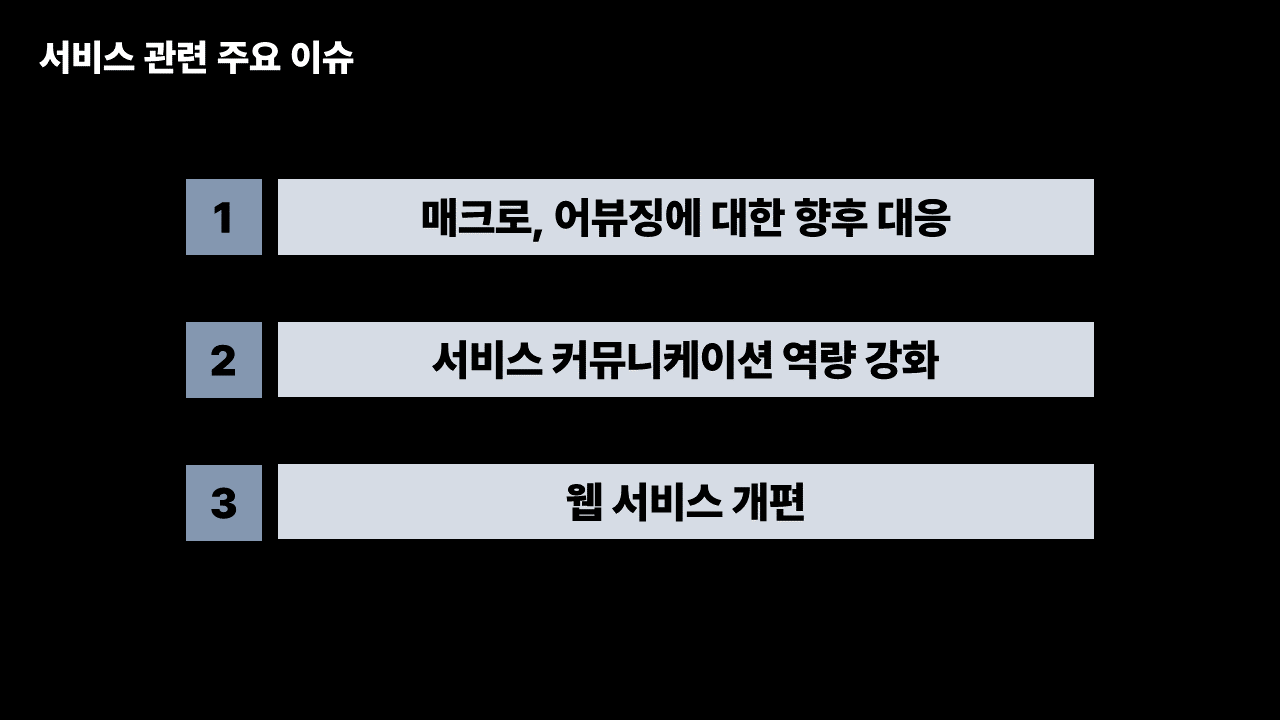 서비스 관련 주요 이슈
1
매크로, 어뷰징에 대한 향후 대응
2
서비스 커뮤니케이션 역량 강화
3
웹 서비스 개편